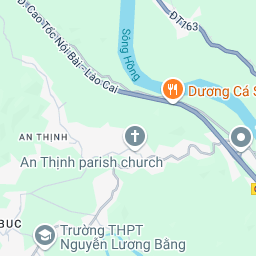 ĐT163
Sông Hồng
Đ. Cao Tốc Nội Bài - Lào Cai
Dương Cá S
AN THỊNH
An Thịnh parish church
BUC
Trường THPT
Nguyễn Lương Bằng